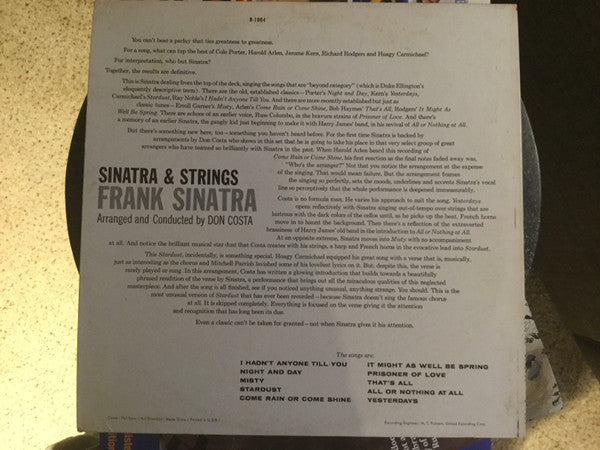 R-1004
You can't beat a parlay that ties greatness to greatness.
For a song, what can top the best of Cole Porter, Harold Arlen, Jerome Kern, Richard Rodgers and Hoagy Carmichael?
For interpretation, who but Sinatra?
Together, the results are definitive.
This is Sinatra dealing from the top of the deck, singing the songs that are "beyond category" (which is Duke Ellington's
eloquently descriptive term). There are the old, established classics—Porter's Night and Day, Kern's Yesterdays,
Carmichael's Stardust, Ray Noble's I Hadn't Anyone Till You. And there are more recently established but just as
classic tunes—Erroll Garner's Misty, Arlen's Come Rain or Come Shine, Bob Haymes' That's All, Rodgers' It Might As
Well Be Spring. There are echoes of an earlier voice, Russ Columbo, in the bravura strains of Prisoner of Love. And there's
a memory of an earlier Sinatra, the gangly kid just beginning to make it with Harry James' band, in his revival of All or Nothing at All.
But there's something new here, too—something you haven't heard before. For the first time Sinatra is backed by
arrangements by Don Costa who shows in this set that he is going to take his place in that very select group of great
arrangers who have teamed so brilliantly with Sinatra in the past. When Harold Arlen heard this recording of
Come Rain or Come Shine, his first reaction as the final notes faded away, was,
"Who's the arranger?" Not that you notice the arrangement at the expense
of the singing. That would mean failure. But the arrangement frames
the singing so perfectly, sets the moods, underlines and accents Sinatra's vocal
line so perceptively that the whole performance is deepened immeasurably.
SINATRA & STRINGS
FRANK SINATRA
Arranged and Conducted by DON COSTA
Costa is no formula man. He varies his approach to suit the song. Yesterdays
opens reflectively with Sinatra singing out-of-tempo over strings that are
lustrous with the dark colors of the cellos until, as he picks up the beat, French horns
move in to haunt the background. Then there's a reflection of the extraverted
brassiness of Harry James' old band in the introduction to All or Nothing at All.
At an opposite extreme, Sinatra moves into Misty with no accompaniment
at all. And notice the brilliant musical star dust that Costa creates with his strings, a harp and French horns in the evocative lead into Stardust.
This Stardust, incidentally, is something special. Hoagy Carmichael equipped his great song with a verse that is, musically,
just as interesting as the chorus and Mitchell Parish lavished some of his loveliest lyrics on it. But, despite this, the verse is
rarely played or sung. In this arrangement, Costa has written a glowing introduction that builds towards a beautifully
phrased rendition of the verse by Sinatra, a performance that brings out all the miraculous qualities of this neglected
masterpiece. And after the song is all finished, see if you noticed anything unusual, anything strange. You should. This is the
most unusual version of Stardust that has ever been recorded—because Sinatra doesn't sing the famous chorus
at all. It is skipped completely. Everything is focused on the verse giving it the attention
and recognition that has long been its due.
Even a classic can't be taken for granted—not when Sinatra gives it his attention.
The songs are:
I HADN'T ANYONE TILL YOU IT MIGHT AS WELL BE SPRING
NIGHT AND DAY PRISONER OF LOVE
MISTY THAT'S ALL
STARDUST ALL OR NOTHING AT ALL
COME RAIN OR COME SHINE YESTERDAYS
Printed in U.S.A.
Recording Engineer: United Recording Corp.